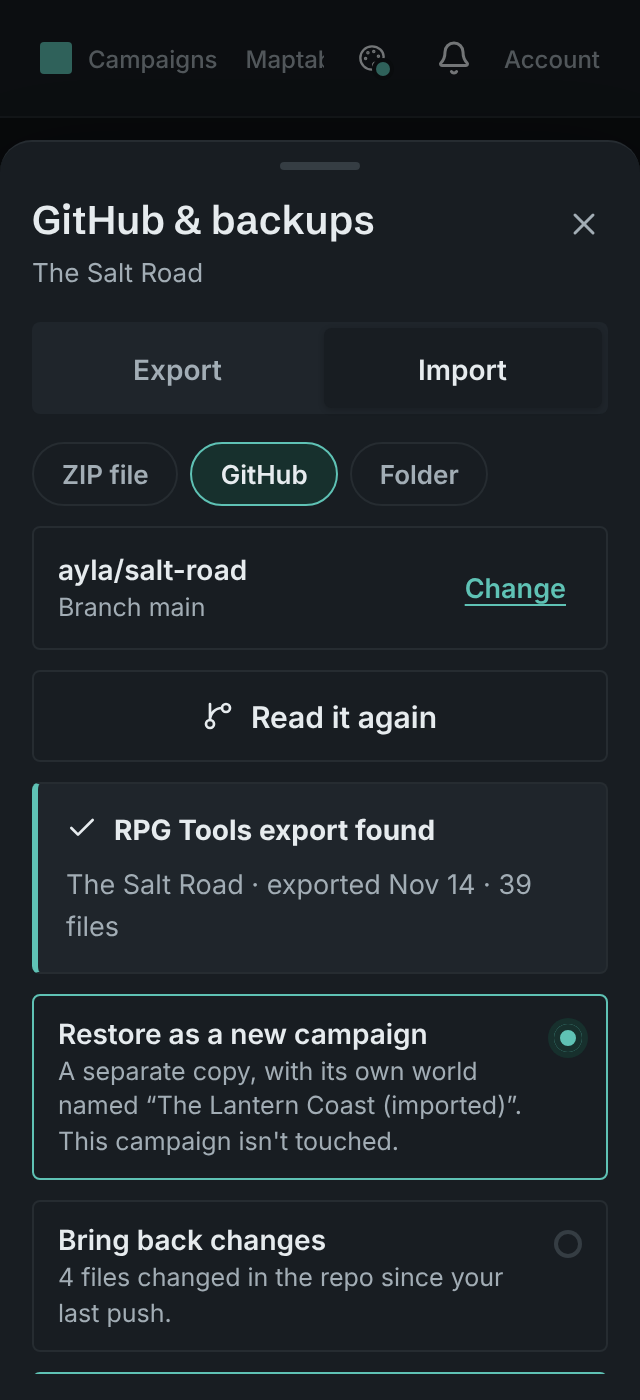 Campaigns Account
GitHub & backups
The Salt Road
Export Import
ZIP file GitHub Folder
ayla/salt-road
Branch main
Change
Read it again
RPG Tools export found
The Salt Road · exported Nov 14 · 39
files
Restore as a new campaign
A separate copy, with its own world
named “The Lantern Coast (imported)”.
This campaign isn't touched.
Bring back changes
4 files changed in the repo since your
last push.